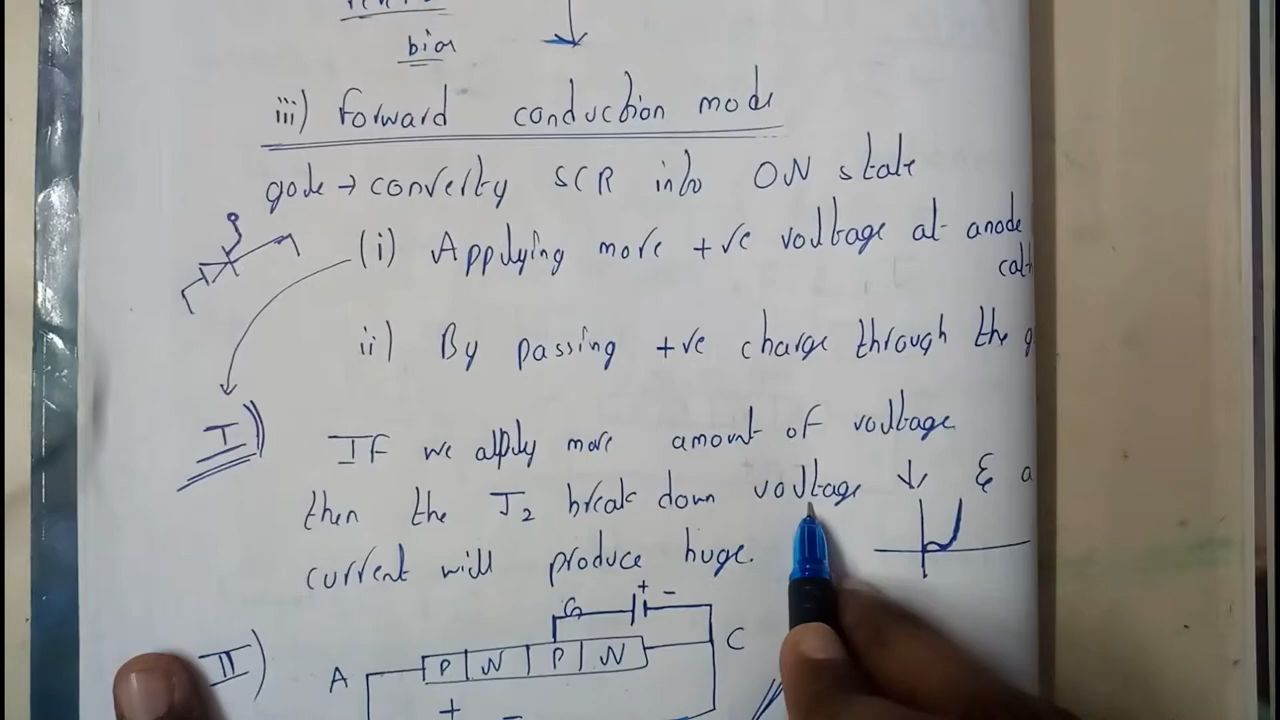 bias
iii) Forward conduction mode
gate → converty SCR into ON state
(i) Applying more +ve voltage at anode
ii) By passing +ve charge through the
I)
IF we apply more amount of voltage
then the J2 break down voltage ↓ & a
current will produce huge.
G + -
II)
A P N P N C
+ -